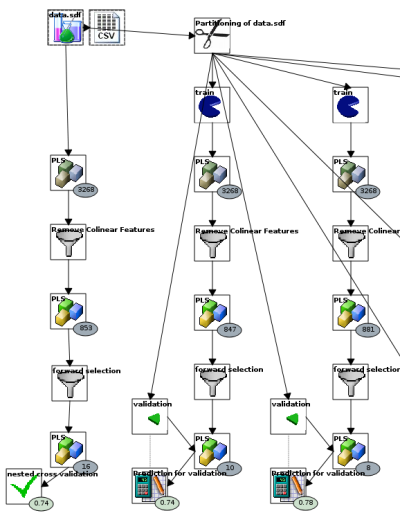 data.sdf
CSV
Partitioning of data.sdf
train
train
PLS
3268
PLS
3268
PLS
3268
Remove Colinear Features
Remove Colinear Features
Remove Colinear
PLS
853
PLS
847
PLS
881
forward selection
forward selection
forward selection
validation
validation
PLS
16
PLS
10
PLS
8
nested cross validation
0.74
Prediction for validation
0.74
Prediction for validation
0.78